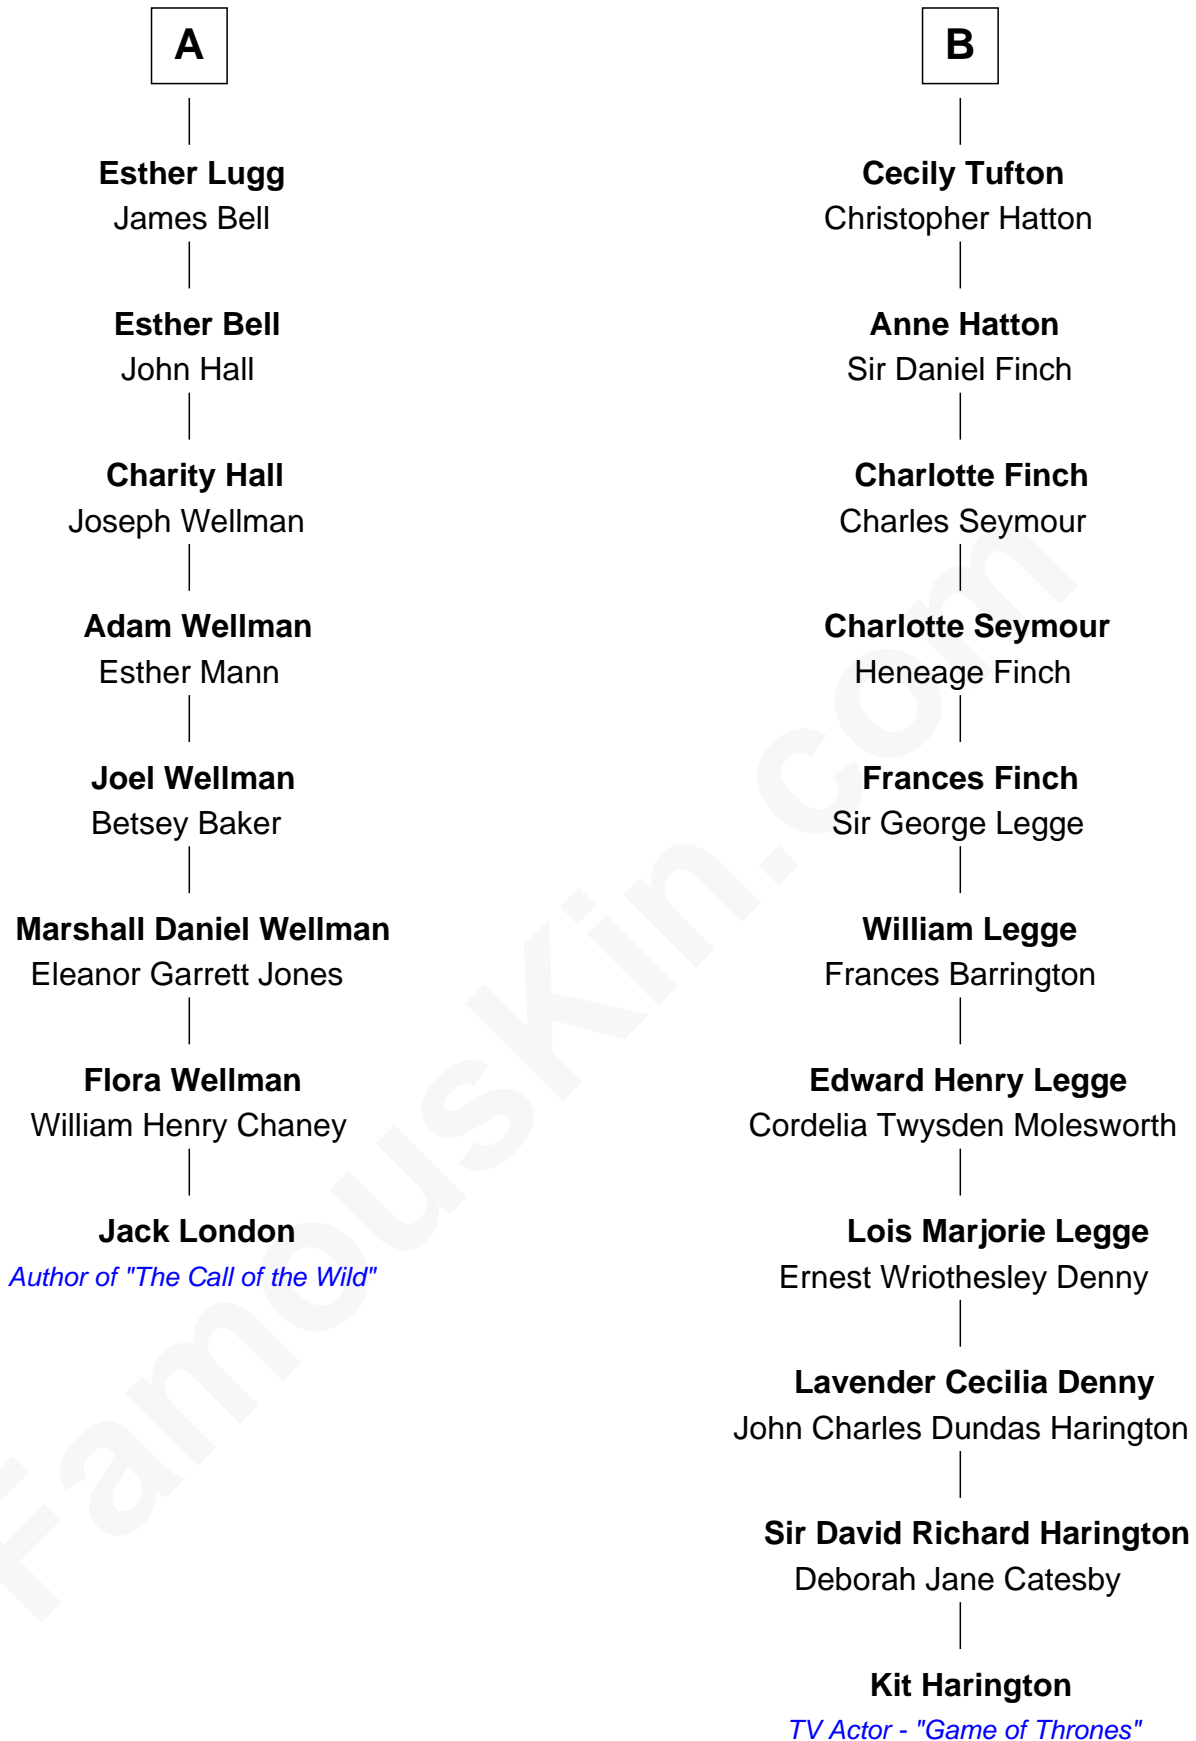 A
Esther Lugg
James Bell
Esther Bell
John Hall
Charity Hall
Joseph Wellman
Adam Wellman
Esther Mann
Joel Wellman
Betsey Baker
Marshall Daniel Wellman
Eleanor Garrett Jones
Flora Wellman
William Henry Chaney
Jack London
Author of "The Call of the Wild"
B
Cecily Tufton
Christopher Hatton
Anne Hatton
Sir Daniel Finch
Charlotte Finch
Charles Seymour
Charlotte Seymour
Heneage Finch
Frances Finch
Sir George Legge
William Legge
Frances Barrington
Edward Henry Legge
Cordelia Twysden Molesworth
Lois Marjorie Legge
Ernest Wriothesley Denny
Lavender Cecilia Denny
John Charles Dundas Harington
Sir David Richard Harington
Deborah Jane Catesby
Kit Harington
TV Actor - "Game of Thrones"
FamousKin.com